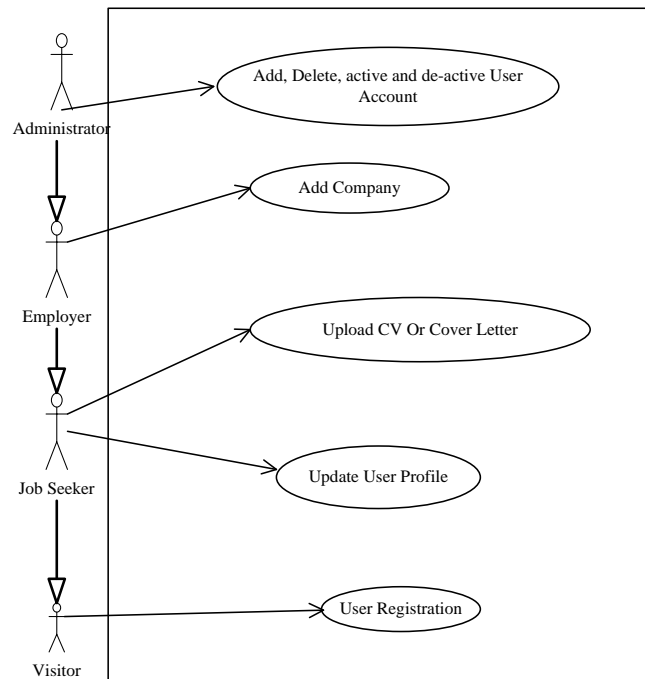 Add, Delete, active and de-active User
Account
Administrator
Add Company
Employer
Upload CV Or Cover Letter
Update User Profile
Job Seeker
User Registration
Visitor